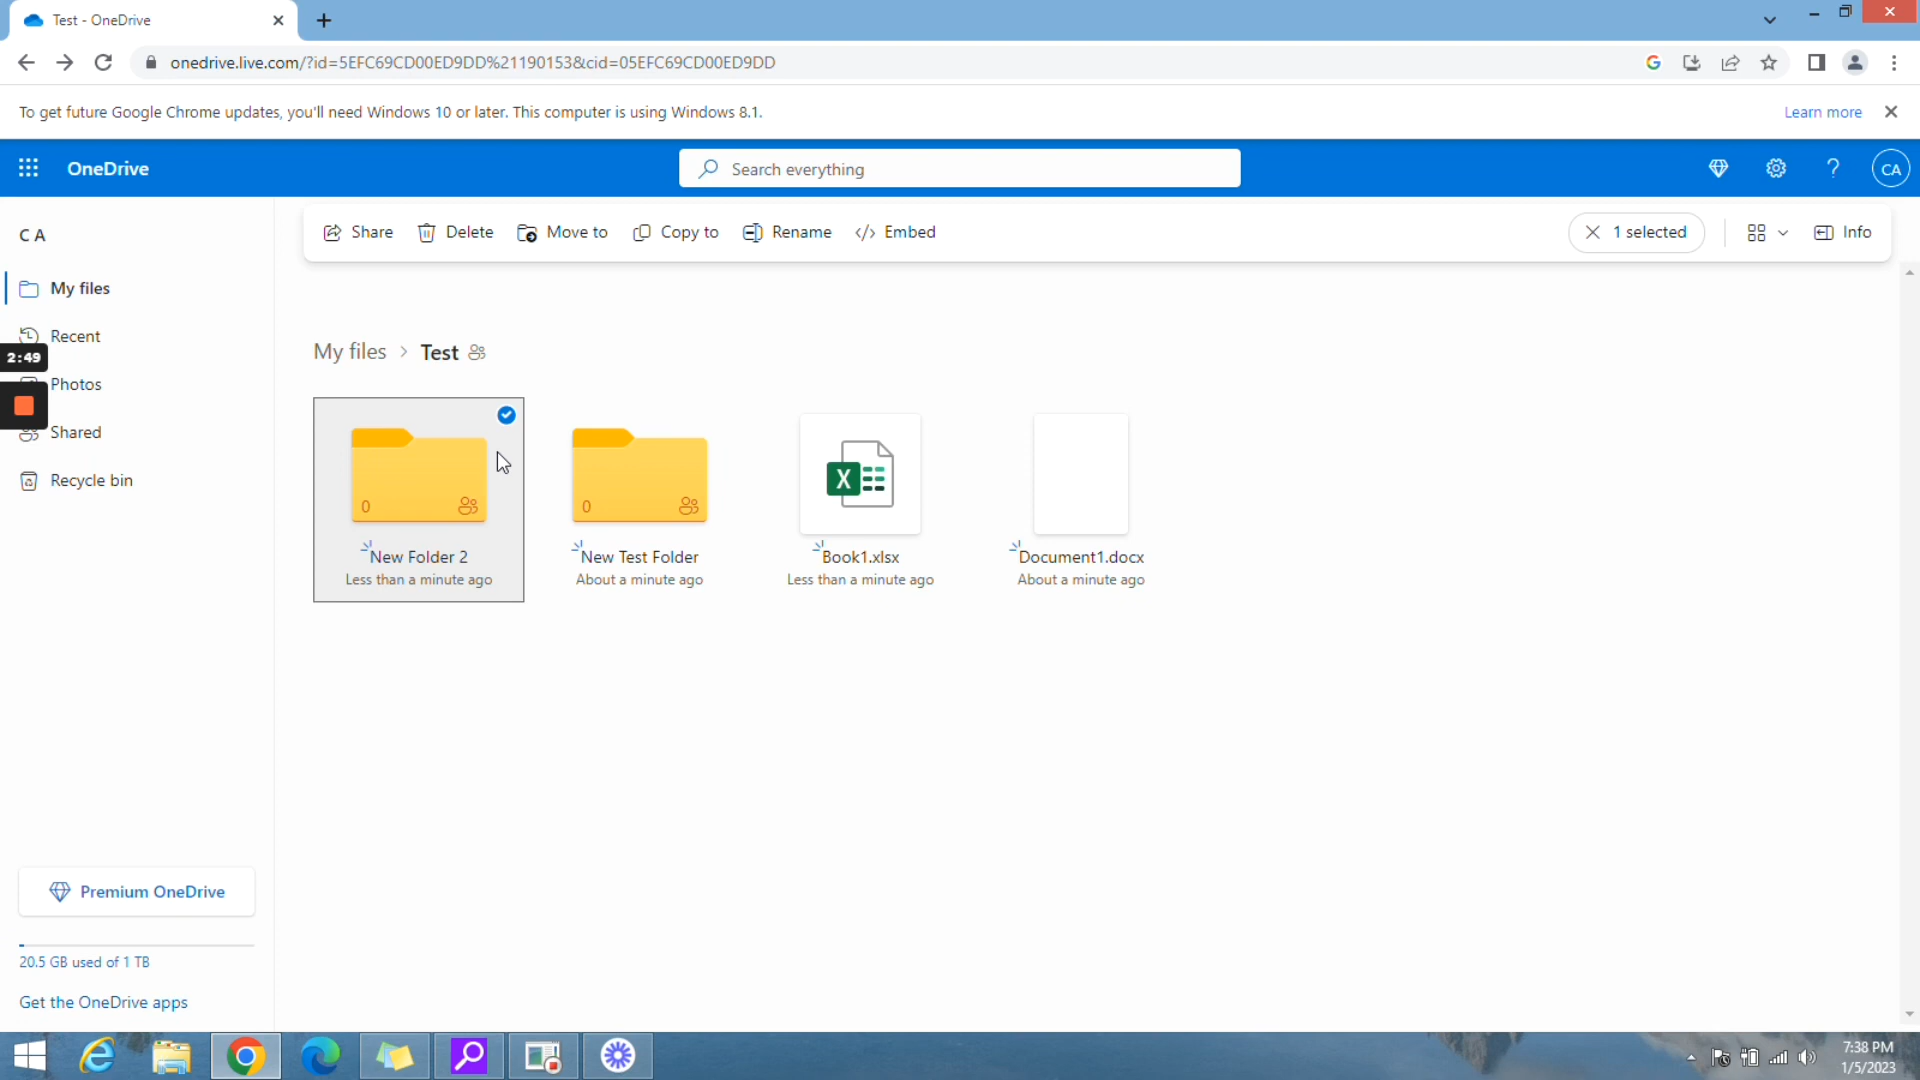 Test - OneDrive
onedrive.live.com/?id=5EFC69CD00ED9DD%21190153&cid=05EFC69CD00ED9DD
To get future Google Chrome updates, you'll need Windows 10 or later. This computer is using Windows 8.1.
Learn more
OneDrive
Search everything
CA
C A
Share
Delete
Move to
Copy to
Rename
Embed
1 selected
Info
My files
Recent
2:49
Photos
Shared
Recycle bin
My files > Test
0
0
X
New Folder 2
Less than a minute ago
New Test Folder
About a minute ago
Book1.xlsx
Less than a minute ago
Document1.docx
About a minute ago
Premium OneDrive
20.5 GB used of 1 TB
Get the OneDrive apps
7:38 PM
1/5/2023